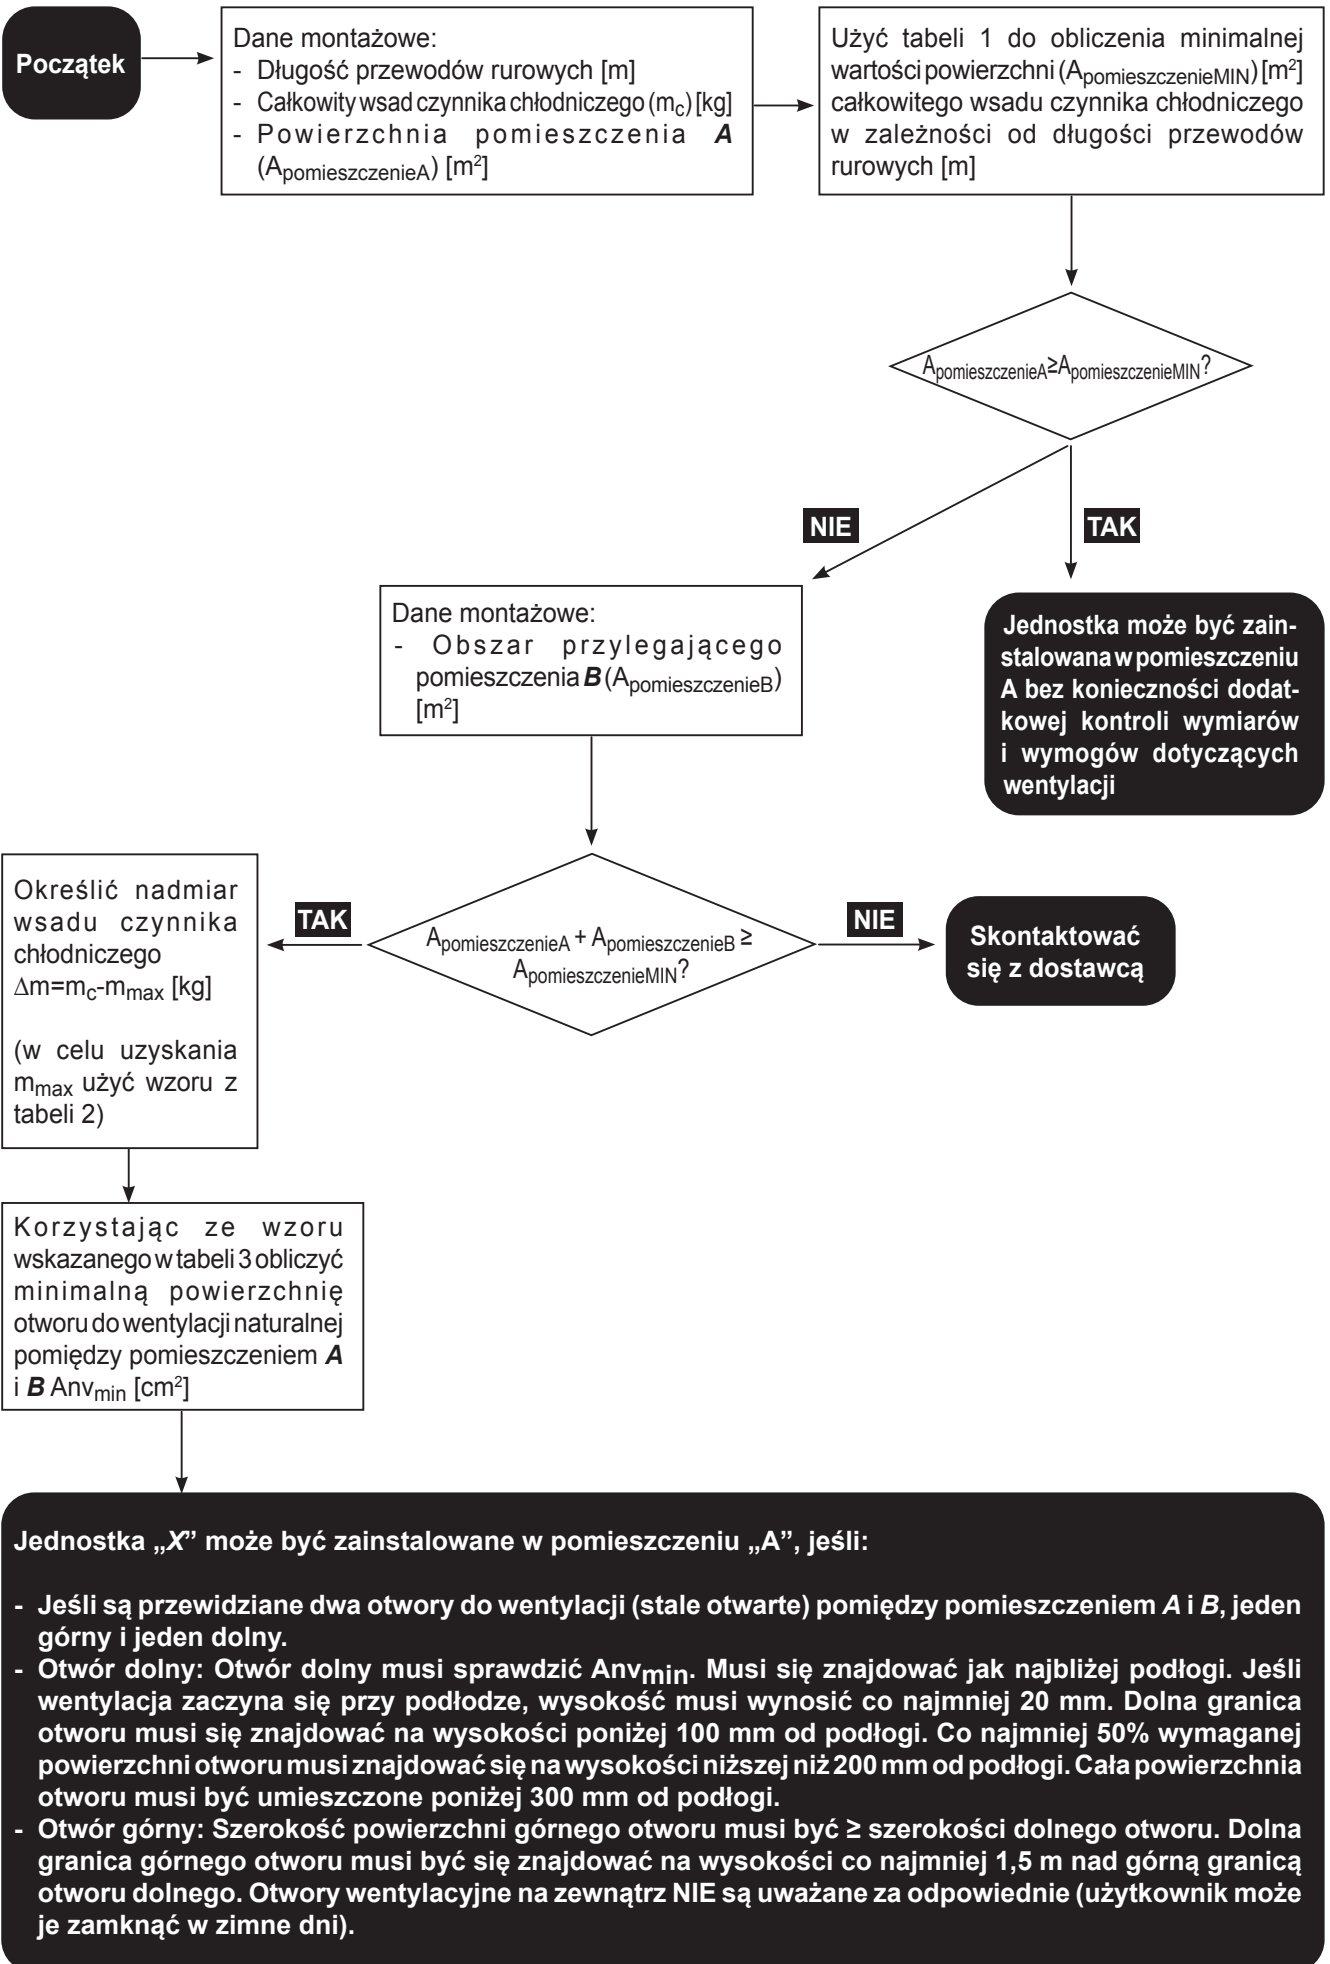 Początek
Dane montażowe:
- Długość przewodów rurowych [m]
- Całkowity wsad czynnika chłodniczego (mc) [kg]
- Powierzchnia pomieszczenia A
(ApomieszczenieA) [m²]
Użyć tabeli 1 do obliczenia minimalnej
wartości powierzchni (ApomieszczenieMIN) [m²]
całkowitego wsadu czynnika chłodniczego
w zależności od długości przewodów
rurowych [m]
ApomieszczenieA≥ApomieszczenieMIN?
NIE
TAK
Dane montażowe:
- Obszar przylegającego
pomieszczenia B (ApomieszczenieB)
[m²]
Jednostka może być zain-
stalowana w pomieszczeniu
A bez konieczności dodat-
kowej kontroli wymiarów
i wymogów dotyczących
wentylacji
Określić nadmiar
wsadu czynnika
chłodniczego
Δm=mc-mmax [kg]
(w celu uzyskania
mmax użyć wzoru z
tabeli 2)
TAK
ApomieszczenieA + ApomieszczenieB ≥
ApomieszczenieMIN?
NIE
Skontaktować
się z dostawcą
Korzystając ze wzoru
wskazanego w tabeli 3 obliczyć
minimalną powierzchnię
otworu do wentylacji naturalnej
pomiędzy pomieszczeniem A
i B Anvmin [cm²]
Jednostka „X” może być zainstalowane w pomieszczeniu „A”, jeśli:
- Jeśli są przewidziane dwa otwory do wentylacji (stale otwarte) pomiędzy pomieszczeniem A i B, jeden
górny i jeden dolny.
- Otwór dolny: Otwór dolny musi sprawdzić Anvmin. Musi się znajdować jak najbliżej podłogi. Jeśli
wentylacja zaczyna się przy podłodze, wysokość musi wynosić co najmniej 20 mm. Dolna granica
otworu musi się znajdować na wysokości poniżej 100 mm od podłogi. Co najmniej 50% wymaganej
powierzchni otworu musi znajdować się na wysokości niższej niż 200 mm od podłogi. Cała powierzchnia
otworu musi być umieszczone poniżej 300 mm od podłogi.
- Otwór górny: Szerokość powierzchni górnego otworu musi być ≥ szerokości dolnego otworu. Dolna
granica górnego otworu musi być się znajdować na wysokości co najmniej 1,5 m nad górną granicą
otworu dolnego. Otwory wentylacyjne na zewnątrz NIE są uważane za odpowiednie (użytkownik może
je zamknąć w zimne dni).